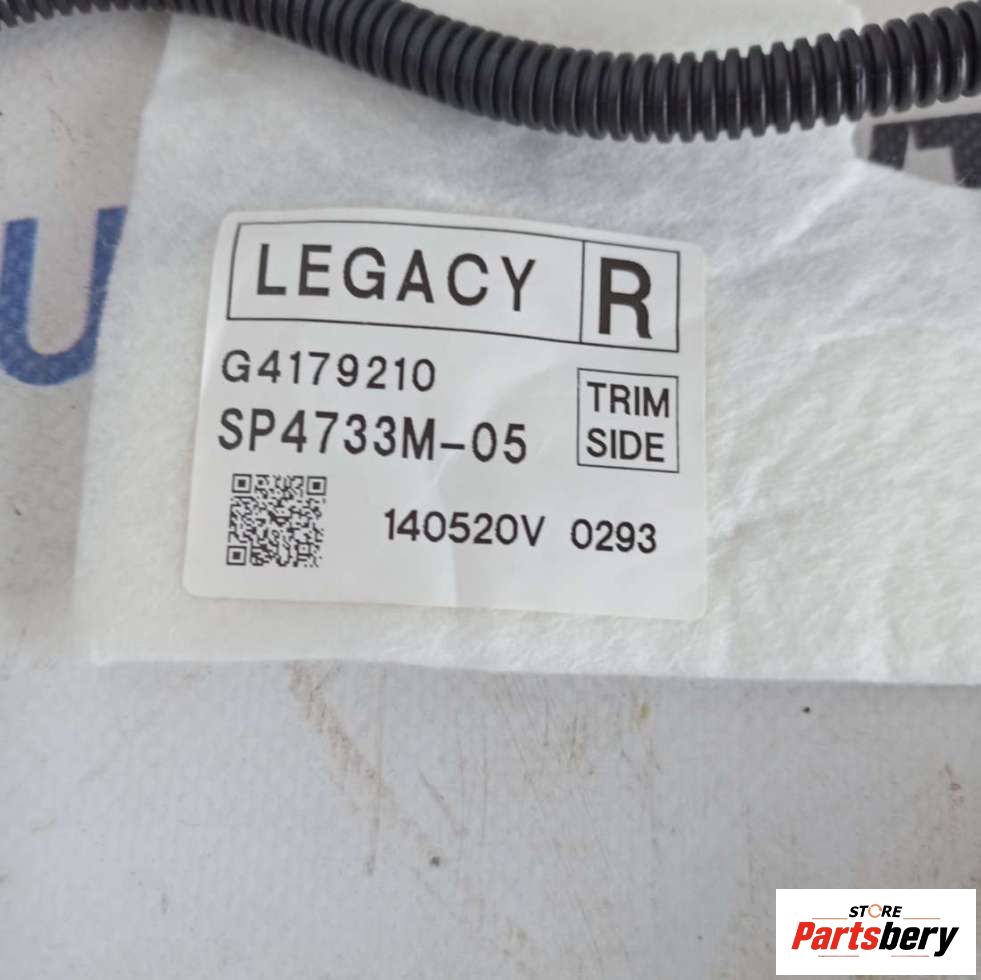 U
LEGACY R
G4179210
SP4733M-05
TRIM
SIDE
140520V 0293
STORE
Partsbery